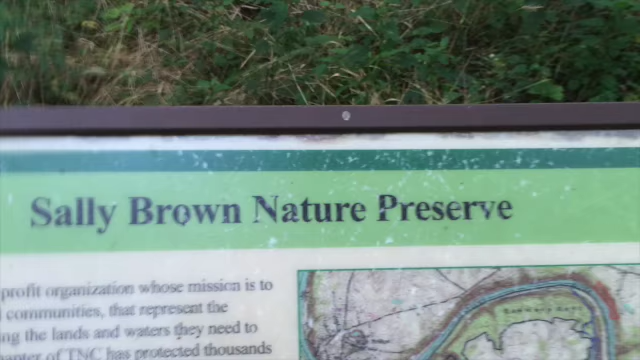 Sally Brown Nature Preserve
profit organization whose mission is to
communities, that represent the
ng the lands and waters they need to
apter of TNC has protected thousands